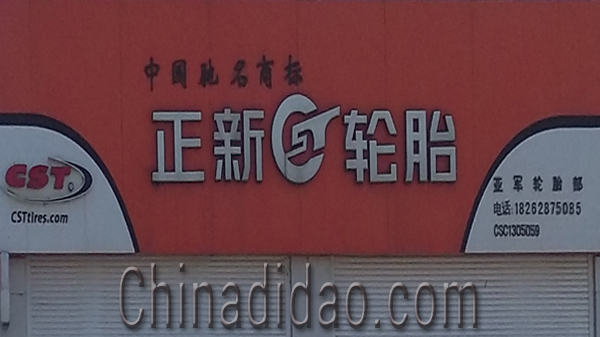 中国驰名商标
正新 CST 轮胎
CST
CSTtires.com
亚军轮胎部
电话:18262875085
CSC1305059
Chinadidao.com